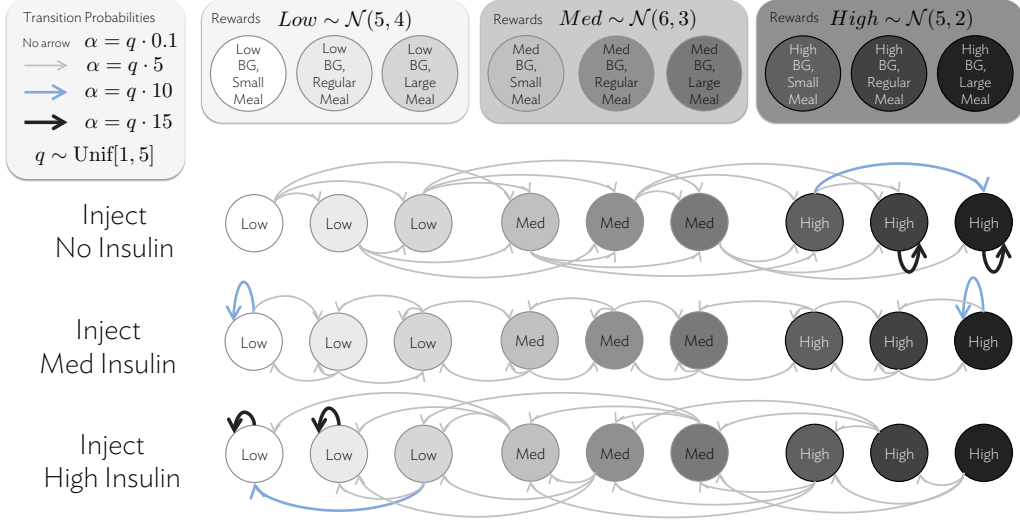 Transition Probabilities
No arrow α = q · 0.1
α = q · 5
α = q · 10
α = q · 15
q ∼ Unif[1, 5]
Rewards Low ∼ 𝒩(5, 4)
Low
BG,
Small
Meal
Low
BG,
Regular
Meal
Low
BG,
Large
Meal
Rewards Med ∼ 𝒩(6, 3)
Med
BG,
Small
Meal
Med
BG,
Regular
Meal
Med
BG,
Large
Meal
Rewards High ∼ 𝒩(5, 2)
High
BG,
Small
Meal
High
BG,
Regular
Meal
High
BG,
Large
Meal
Inject
No Insulin
Low Low Low Med Med Med High High High
Inject
Med Insulin
Low Low Low Med Med Med High High High
Inject
High Insulin
Low Low Low Med Med Med High High High